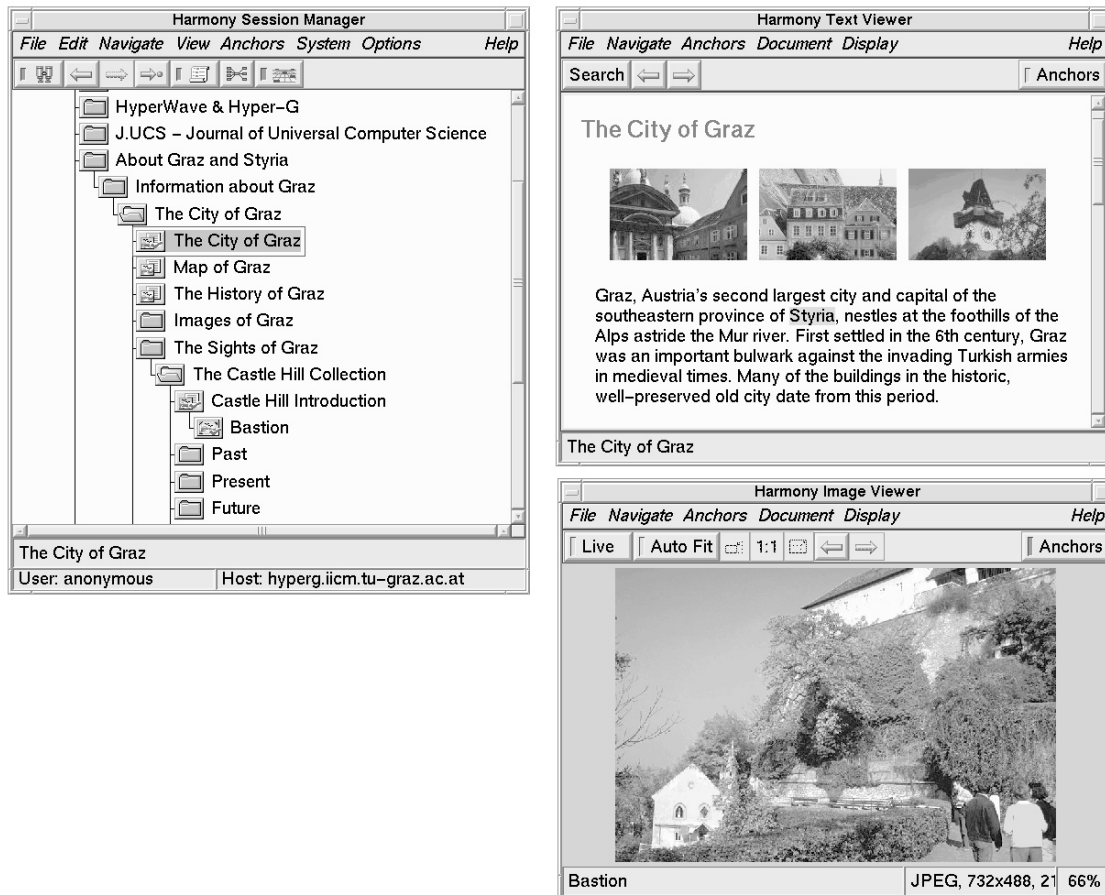 Harmony Session Manager
File Edit Navigate View Anchors System Options Help
HyperWave & Hyper-G
J.UCS – Journal of Universal Computer Science
About Graz and Styria
Information about Graz
The City of Graz
The City of Graz
Map of Graz
The History of Graz
Images of Graz
The Sights of Graz
The Castle Hill Collection
Castle Hill Introduction
Bastion
Past
Present
Future
The City of Graz
User: anonymous Host: hyperg.iicm.tu-graz.ac.at
Harmony Text Viewer
File Navigate Anchors Document Display Help
Search Anchors
The City of Graz
Graz, Austria's second largest city and capital of the
southeastern province of Styria, nestles at the foothills of the
Alps astride the Mur river. First settled in the 6th century, Graz
was an important bulwark against the invading Turkish armies
in medieval times. Many of the buildings in the historic,
well-preserved old city date from this period.
The City of Graz
Harmony Image Viewer
File Navigate Anchors Document Display Help
Live Auto Fit 1:1 Anchors
Bastion JPEG, 732x488, 21 66%